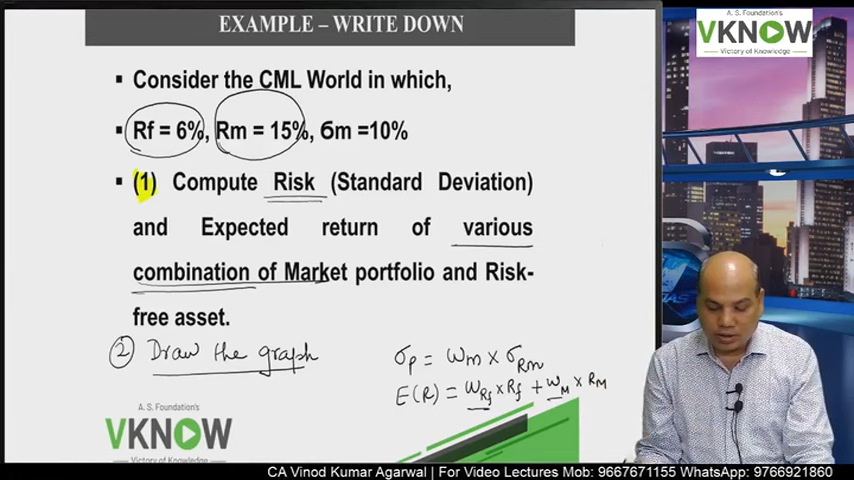 EXAMPLE – WRITE DOWN
A. S. Foundation's
VKNOW
Victory of Knowledge
▪ Consider the CML World in which,
▪ Rf = 6%, Rm = 15%, бm =10%
▪ (1) Compute Risk (Standard Deviation)
and Expected return of various
combination of Market portfolio and Risk-
free asset.
② Draw the graph
σp = ωm × σRm
E(R) = ωRf × Rf + ωM × RM
A. S. Foundation's
VKNOW
Victory of Knowledge
CA Vinod Kumar Agarwal | For Video Lectures Mob: 9667671155 WhatsApp: 9766921860